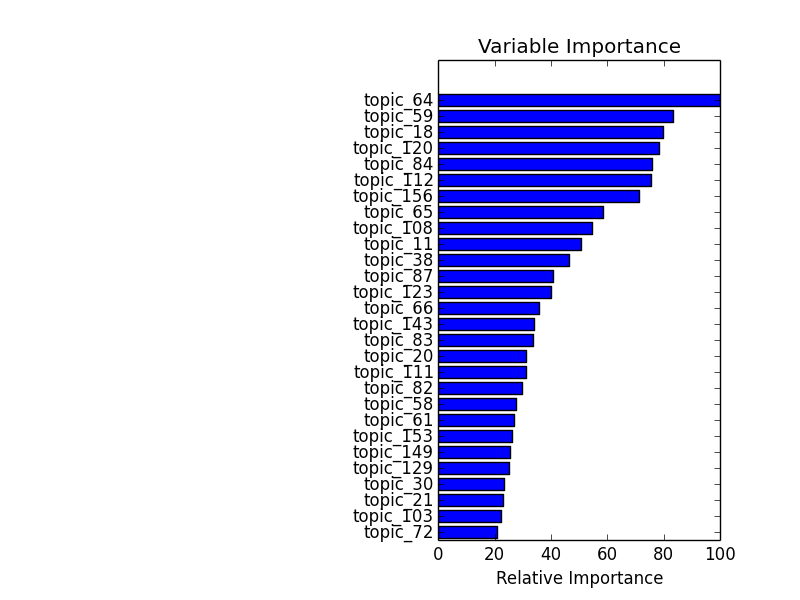 Variable Importance
topic_64
topic_59
topic_18
topic_120
topic_84
topic_112
topic_156
topic_65
topic_108
topic_11
topic_38
topic_87
topic_123
topic_66
topic_143
topic_83
topic_20
topic_111
topic_82
topic_58
topic_61
topic_153
topic_149
topic_129
topic_30
topic_21
topic_103
topic_72
0 20 40 60 80 100
Relative Importance